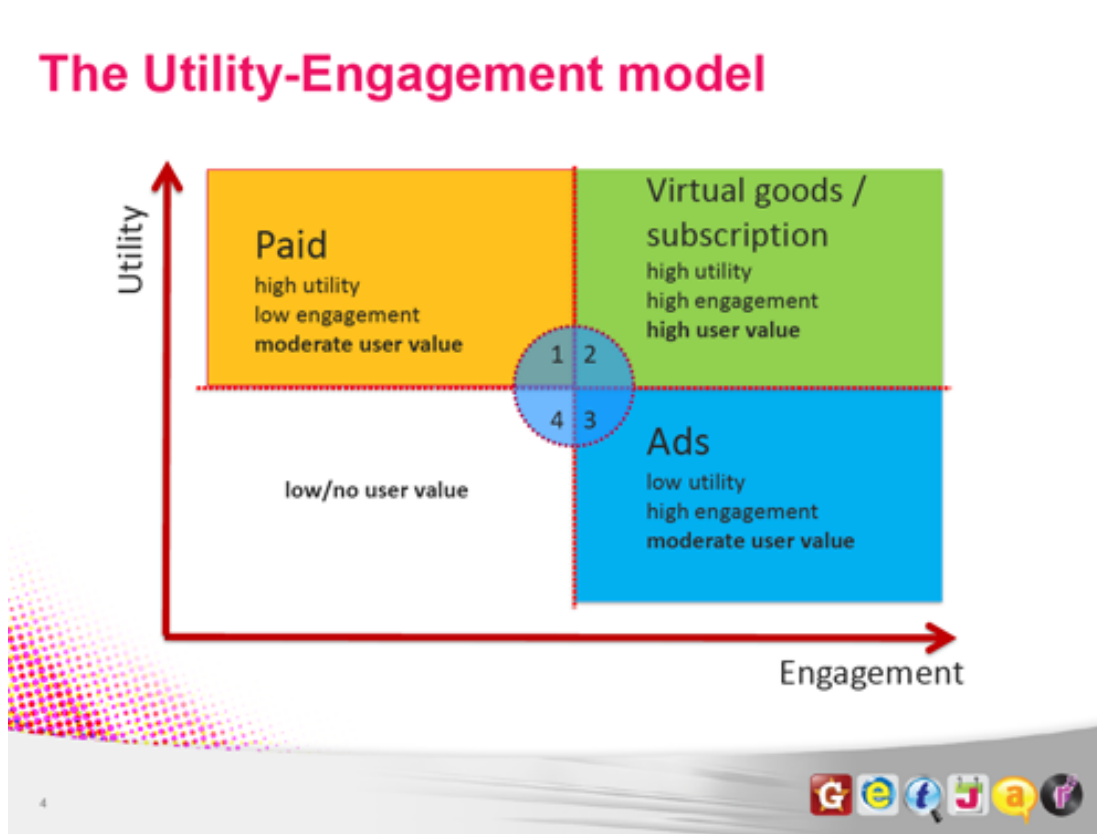 The Utility-Engagement model
Utility
Paid
high utility
low engagement
moderate user value
Virtual goods /
subscription
high utility
high engagement
high user value
1 2
4 3
low/no user value
Ads
low utility
high engagement
moderate user value
Engagement
4
GetJar